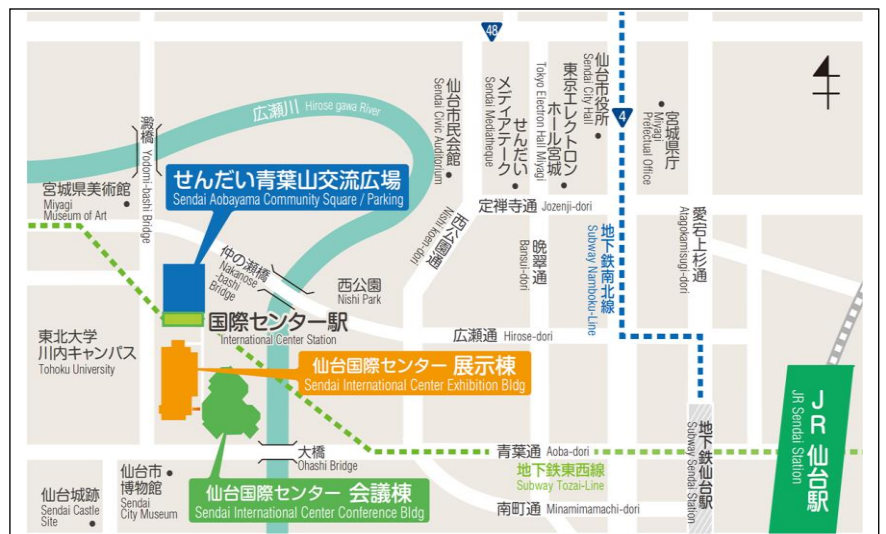 48
4
広瀬川 Hirose gawa River
澱橋
Yodomi-bashi Bridge
仙台市民会館
Sendai Civic Auditorium
せんだい
メディアテーク
Sendai Mediatheque
東京エレクトロン
ホール宮城
Tokyo Electron Hall Miyagi
仙台市役所
Sendai City Hall
宮城県庁
Miyagi
Prefectual Office
せんだい青葉山交流広場
Sendai Aobayama Community Square / Parking
宮城県美術館
Miyagi
Museum of Art
定禅寺通 Jozenji-dori
西公園通
Nishi koen-dori
晩翠通
Bansui-dori
地下鉄南北線
Subway Namboku-Line
愛宕上杉通
Atagokamisugi-dori
仲の瀬橋
Nakanose
-bashi
Bridge
西公園
Nishi Park
国際センター駅
International Center Station
広瀬通 Hirose-dori
東北大学
川内キャンパス
Tohoku University
仙台国際センター 展示棟
Sendai International Center Exhibition Bldg
JR 仙台駅
JR Sendai Station
地下鉄仙台駅
Subway Sendai Station
大橋
Ohashi Bridge
青葉通 Aoba-dori
地下鉄東西線
Subway Tozai-Line
仙台城跡
Sendai Castle
Site
仙台市
博物館
Sendai
City Museum
仙台国際センター 会議棟
Sendai International Center Conference Bldg
南町通 Minamimamachi-dori